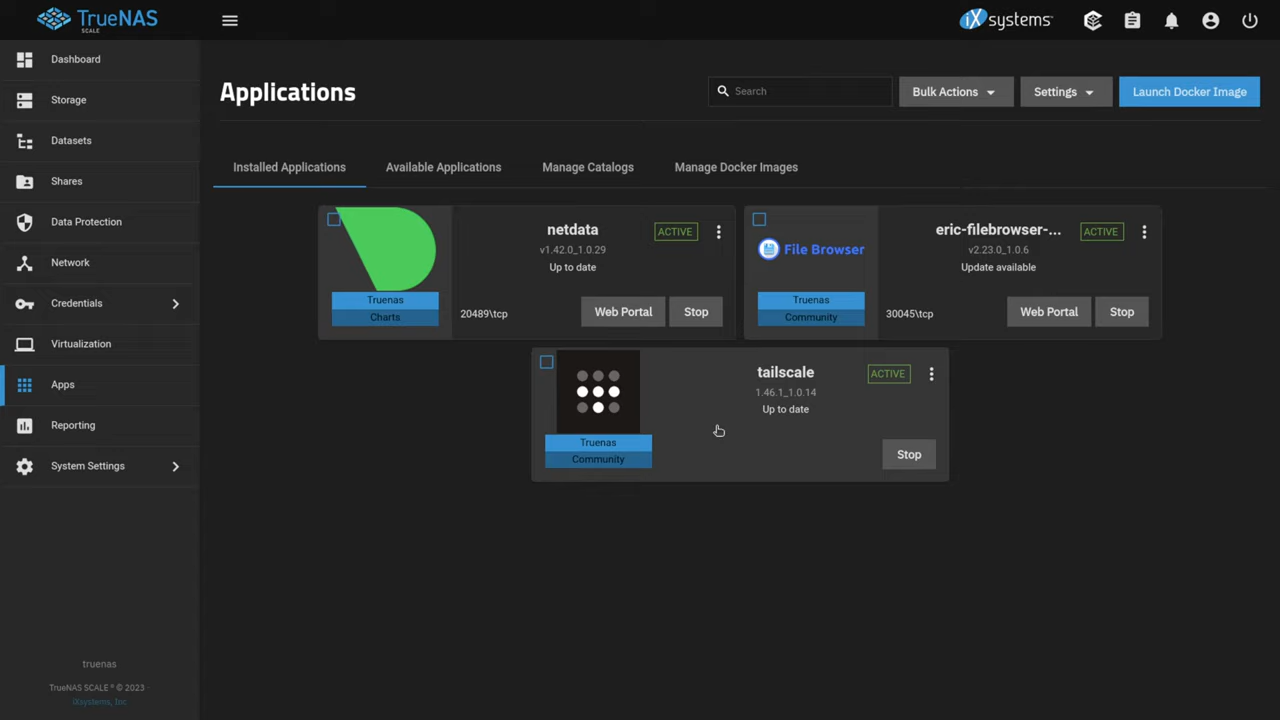 TrueNAS
SCALE
iXsystems
Dashboard
Storage
Datasets
Shares
Data Protection
Network
Credentials
Virtualization
Apps
Reporting
System Settings
truenas
TrueNAS SCALE ® © 2023 -
iXsystems, Inc
Applications
Search
Bulk Actions
Settings
Launch Docker Image
Installed Applications
Available Applications
Manage Catalogs
Manage Docker Images
netdata
ACTIVE
v1.42.0_1.0.29
Up to date
Truenas
Charts
20489\tcp
Web Portal
Stop
File Browser
eric-filebrowser-...
ACTIVE
v2.23.0_1.0.6
Update available
Truenas
Community
30045\tcp
Web Portal
Stop
tailscale
ACTIVE
1.46.1_1.0.14
Up to date
Truenas
Community
Stop